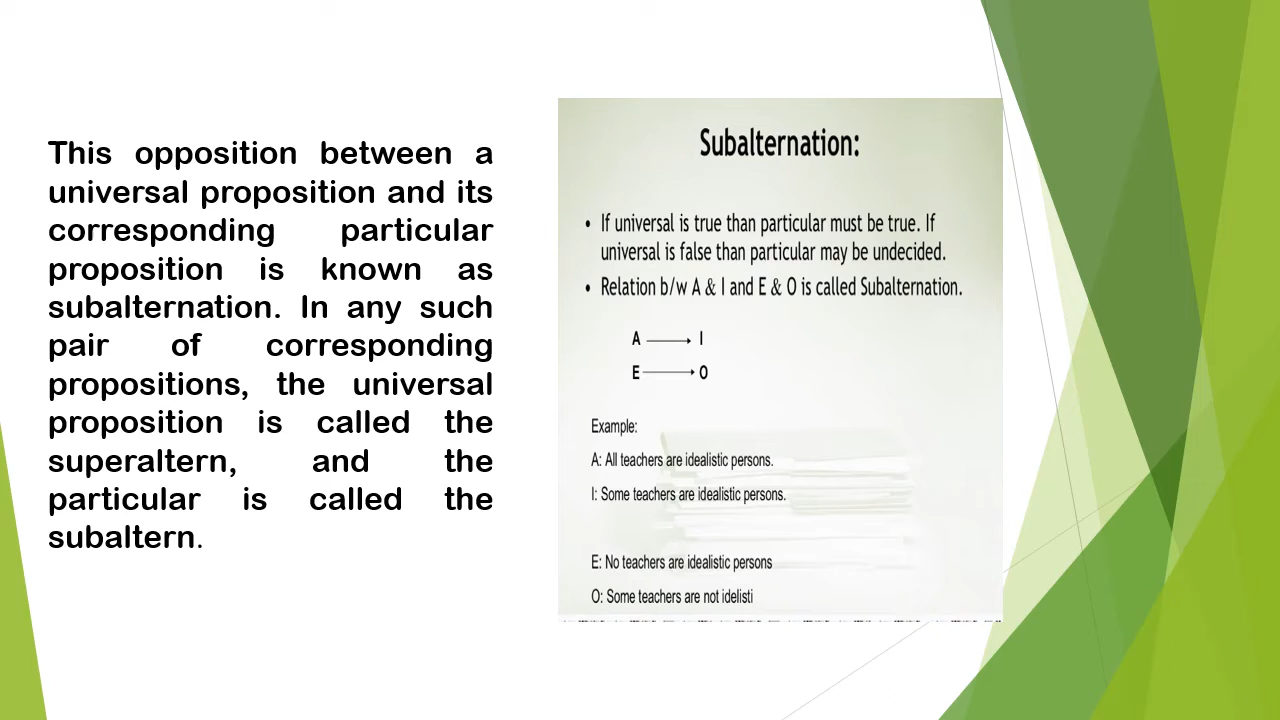 This opposition between a
universal proposition and its
corresponding particular
proposition is known as
subalternation. In any such
pair of corresponding
propositions, the universal
proposition is called the
superaltern, and the
particular is called the
subaltern.
Subalternation:
• If universal is true than particular must be true. If
universal is false than particular may be undecided.
• Relation b/w A & I and E & O is called Subalternation.
A → I
E → O
Example:
A: All teachers are idealistic persons.
I: Some teachers are idealistic persons.
E: No teachers are idealistic persons
O: Some teachers are not idelisti